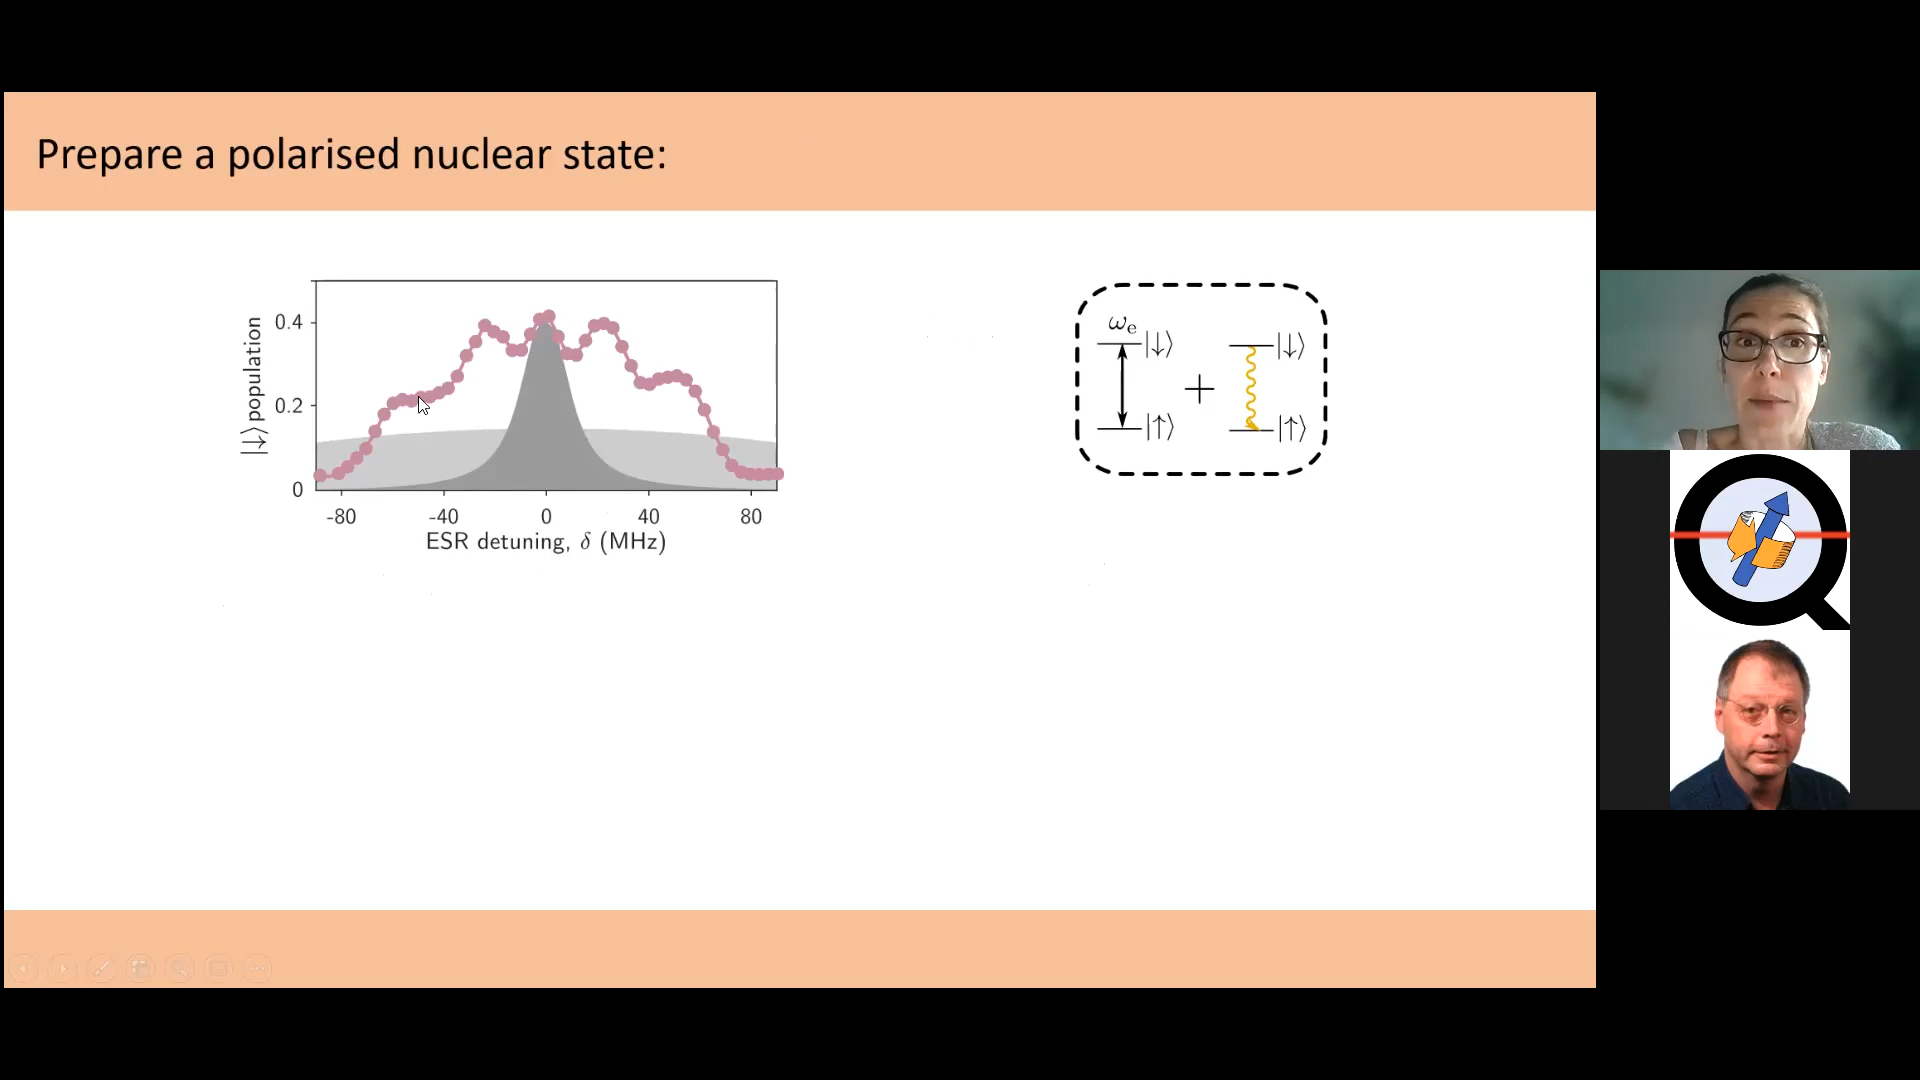 Prepare a polarised nuclear state:
|↓⟩ population
0.4
0.2
0
-80 -40 0 40 80
ESR detuning, δ (MHz)
ωe
|↓⟩ |↓⟩
+
|↑⟩ |↑⟩